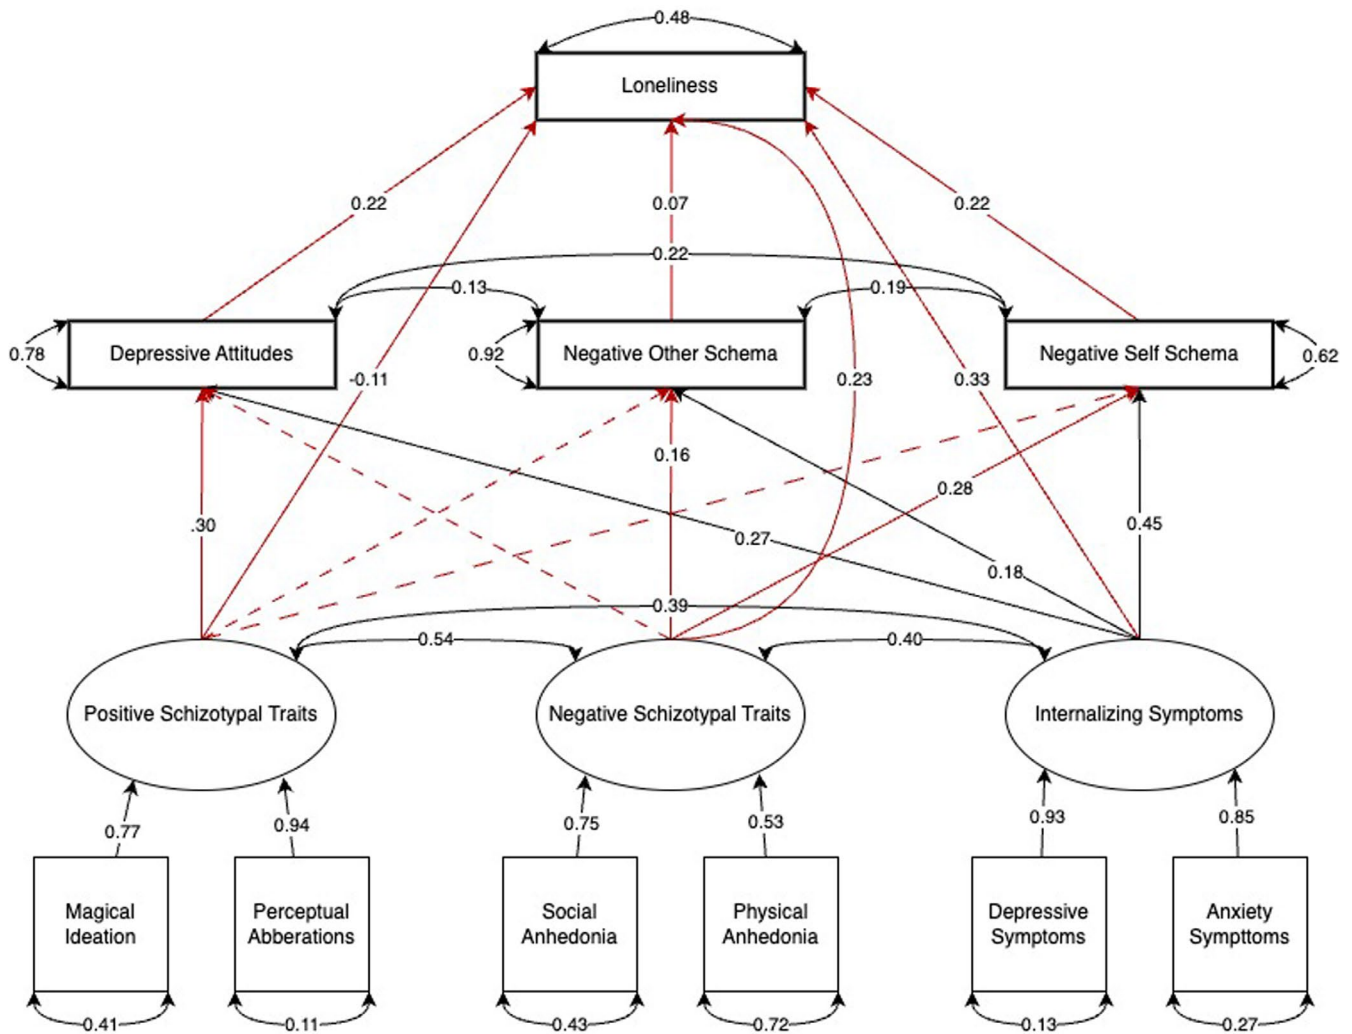 0.48
Loneliness
0.22
0.07
0.22
0.22
0.13
0.19
0.78
Depressive Attitudes
0.92
Negative Other Schema
Negative Self Schema
0.62
-0.11
0.23
0.33
0.16
0.28
.30
0.27
0.45
0.18
0.39
0.54
0.40
Positive Schizotypal Traits
Negative Schizotypal Traits
Internalizing Symptoms
0.77
0.94
0.75
0.53
0.93
0.85
Magical
Ideation
Perceptual
Abberations
Social
Anhedonia
Physical
Anhedonia
Depressive
Symptoms
Anxiety
Sympttoms
0.41
0.11
0.43
0.72
0.13
0.27